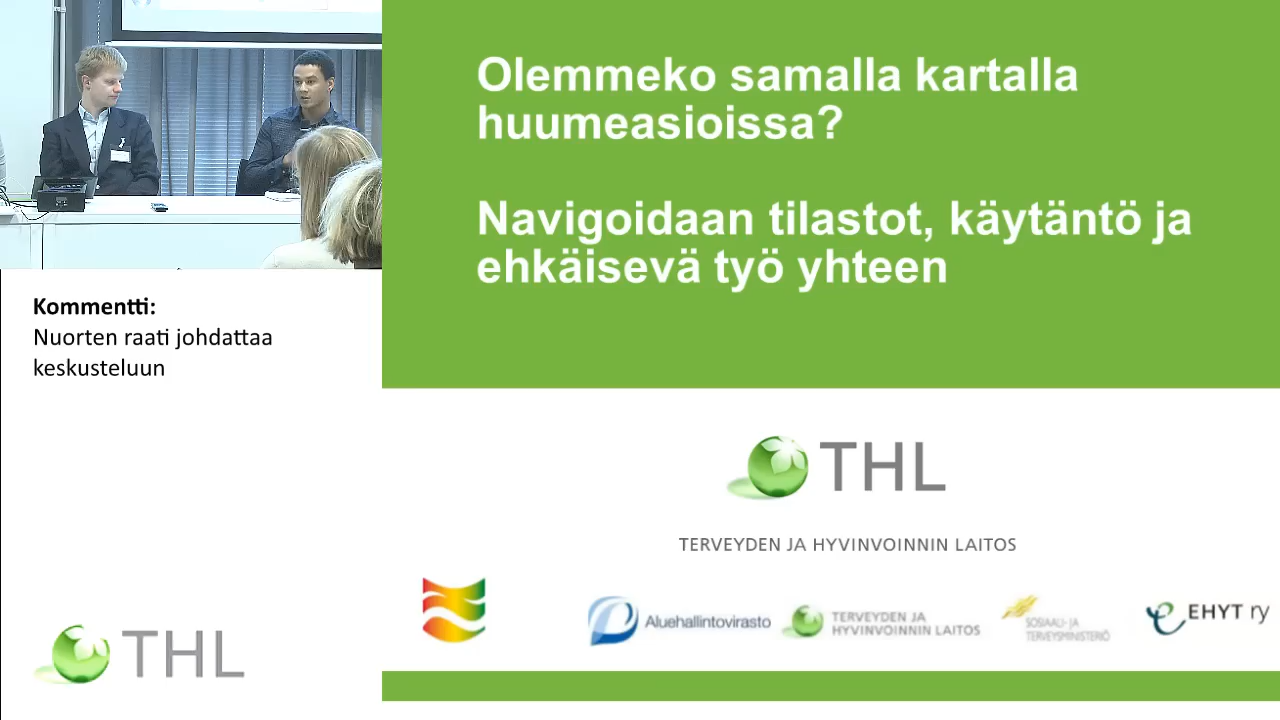 Olemmeko samalla kartalla
huumeasioissa?
Navigoidaan tilastot, käytäntö ja
ehkäisevä työ yhteen
Kommentti:
Nuorten raati johdattaa
keskusteluun
THL
TERVEYDEN JA HYVINVOINNIN LAITOS
Aluehallintovirasto
TERVEYDEN JA
HYVINVOINNIN LAITOS
SOSIAALI- JA
TERVEYSMINISTERIÖ
EHYT ry
THL